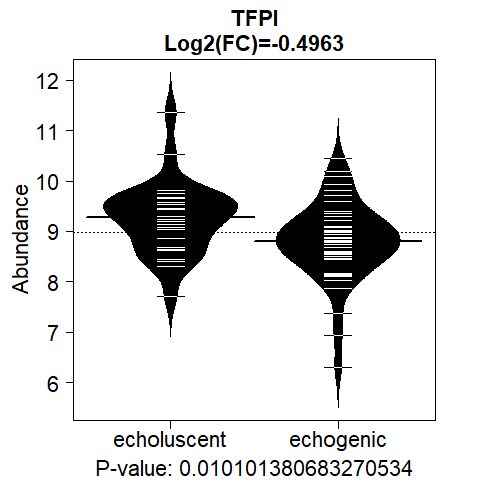 TFPI
Log2(FC)=-0.4963
Abundance
12
11
10
9
8
7
6
echoluscent echogenic
P-value: 0.010101380683270534